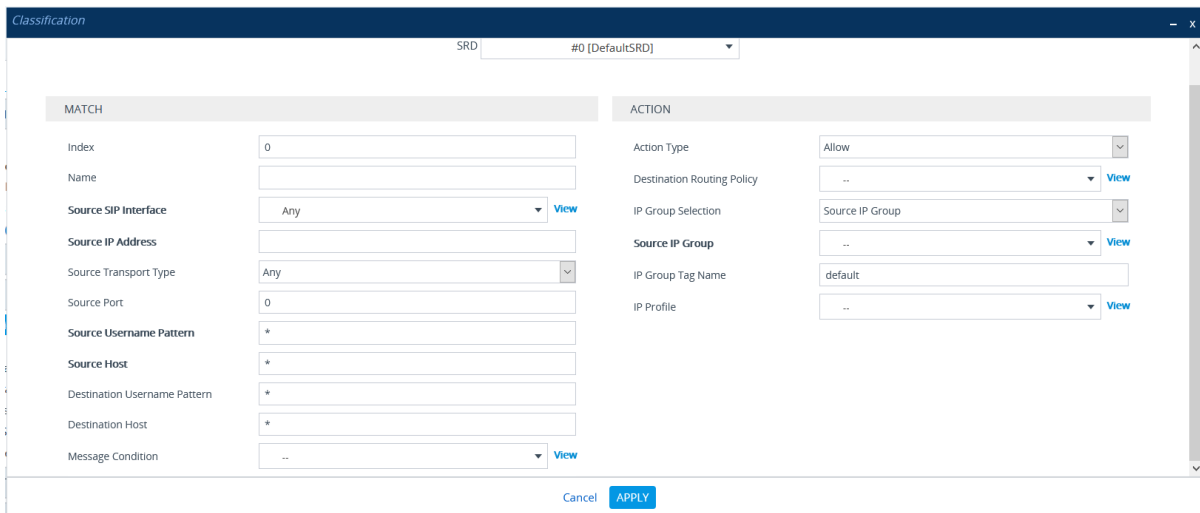 Classification – x
SRD #0 [DefaultSRD]
MATCH
Index 0
Name
Source SIP Interface Any View
Source IP Address
Source Transport Type Any
Source Port 0
Source Username Pattern *
Source Host *
Destination Username Pattern *
Destination Host *
Message Condition -- View
ACTION
Action Type Allow
Destination Routing Policy -- View
IP Group Selection Source IP Group
Source IP Group -- View
IP Group Tag Name default
IP Profile -- View
Cancel APPLY